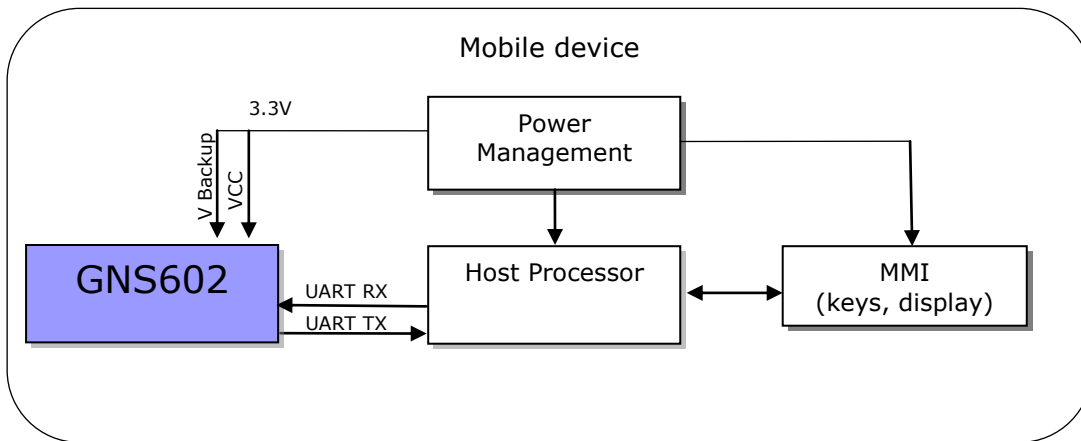 Mobile device
3.3V
Power
Management
V Backup
VCC
GNS602
Host Processor
MMI
(keys, display)
UART RX
UART TX